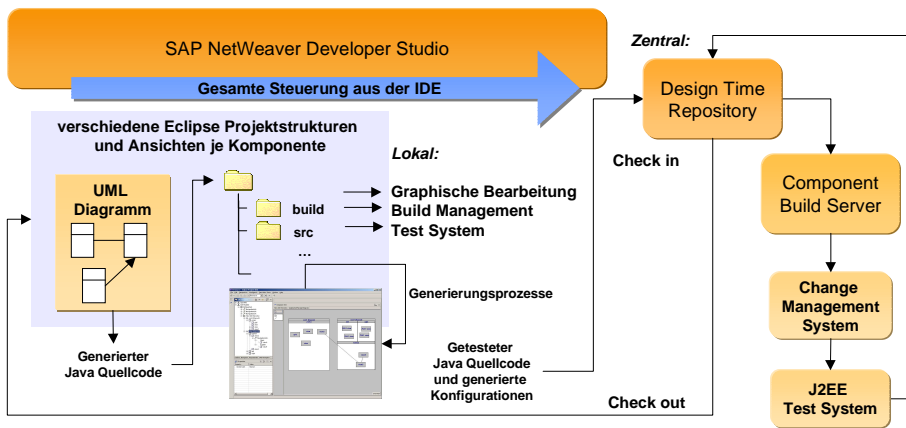 SAP NetWeaver Developer Studio
Gesamte Steuerung aus der IDE
Zentral:
Design Time
Repository
verschiedene Eclipse Projektstrukturen
und Ansichten je Komponente
Lokal:
Check in
UML
Diagramm
build
src
...
Graphische Bearbeitung
Build Management
Test System
Component
Build Server
Generierungsprozesse
Change
Management
System
Generierter
Java Quellcode
Getesteter
Java Quellcode
und generierte
Konfigurationen
Check out
J2EE
Test System